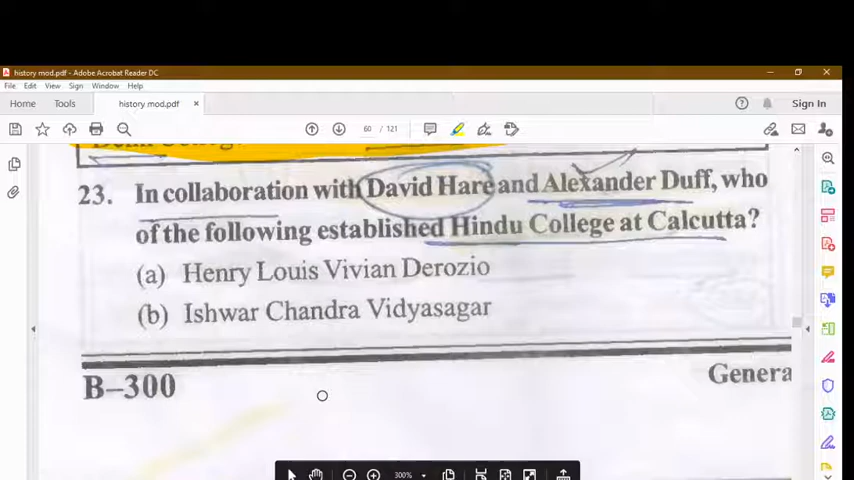 history mod.pdf - Adobe Acrobat Reader DC
File Edit View Sign Window Help
Home Tools history mod.pdf × Sign In
60 / 121
23. In collaboration with David Hare and Alexander Duff, who
of the following established Hindu College at Calcutta?
(a) Henry Louis Vivian Derozio
(b) Ishwar Chandra Vidyasagar
B–300 Genera
300%